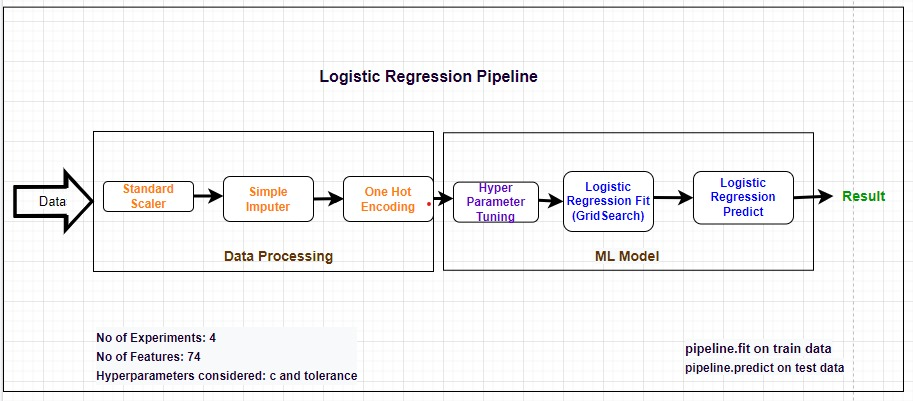 Logistic Regression Pipeline
Data
Standard
Scaler
Simple
Imputer
One Hot
Encoding
Hyper
Parameter
Tuning
Logistic
Regression Fit
(GridSearch)
Logistic
Regression
Predict
Result
Data Processing
ML Model
No of Experiments: 4
No of Features: 74
Hyperparameters considered: c and tolerance
pipeline.fit on train data
pipeline.predict on test data